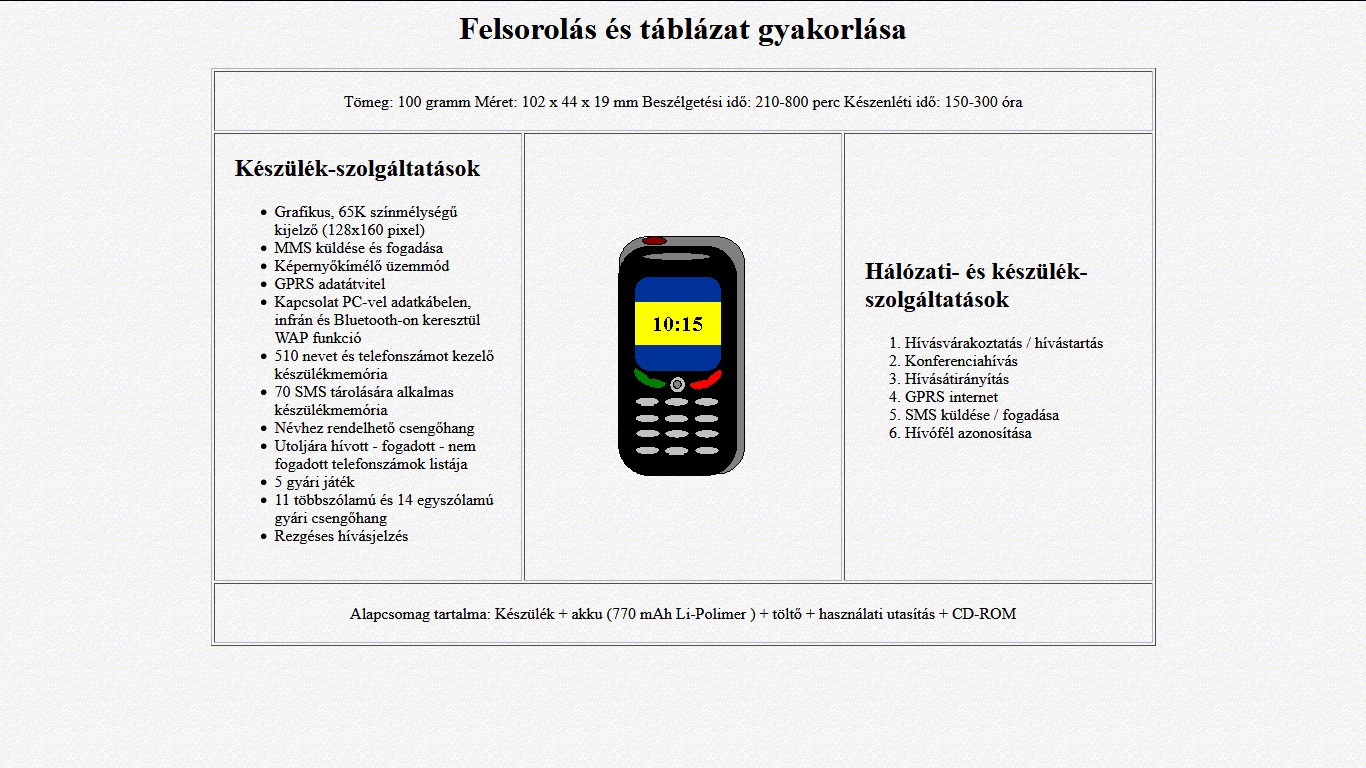 Felsorolás és táblázat gyakorlása
Tömeg: 100 gramm Méret: 102 x 44 x 19 mm Beszélgetési idő: 210-800 perc Készenléti idő: 150-300 óra
Készülék-szolgáltatások
• Grafikus, 65K színmélységű
kijelző (128x160 pixel)
• MMS küldése és fogadása
• Képernyőkímélő üzemmód
• GPRS adatátvitel
• Kapcsolat PC-vel adatkábelen,
infrán és Bluetooth-on keresztül
WAP funkció
• 510 nevet és telefonszámot kezelő
készülékmemória
• 70 SMS tárolására alkalmas
készülékmemória
• Névhez rendelhető csengőhang
• Utoljára hívott - fogadott - nem
fogadott telefonszámok listája
• 5 gyári játék
• 11 többszólamú és 14 egyszólamú
gyári csengőhang
• Rezgéses hívásjelzés
10:15
Hálózati- és készülék-
szolgáltatások
1. Hívásvárakoztatás / hívástartás
2. Konferenciahívás
3. Hívásátirányítás
4. GPRS internet
5. SMS küldése / fogadása
6. Hívófél azonosítása
Alapcsomag tartalma: Készülék + akku (770 mAh Li-Polimer ) + töltő + használati utasítás + CD-ROM